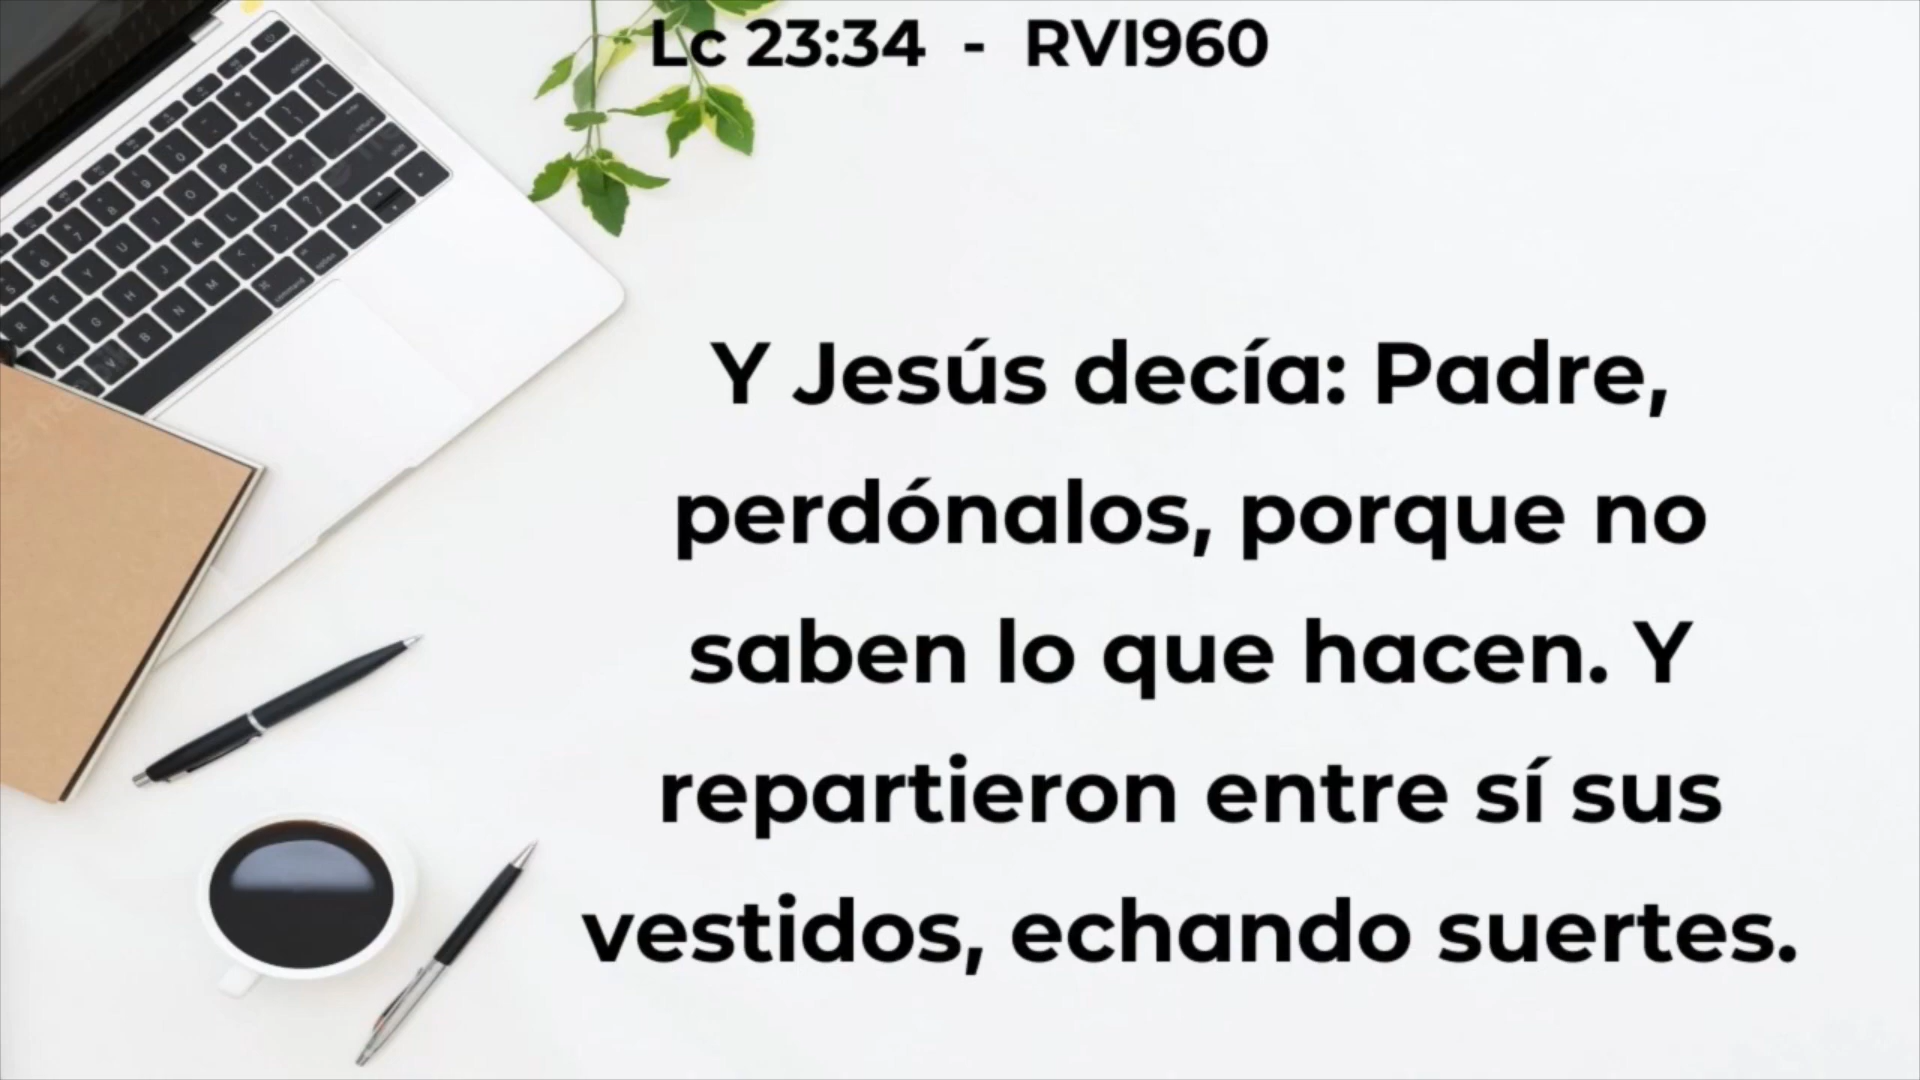 Lc 23:34 - RVI960
Y Jesús decía: Padre,
perdónalos, porque no
saben lo que hacen. Y
repartieron entre sí sus
vestidos, echando suertes.